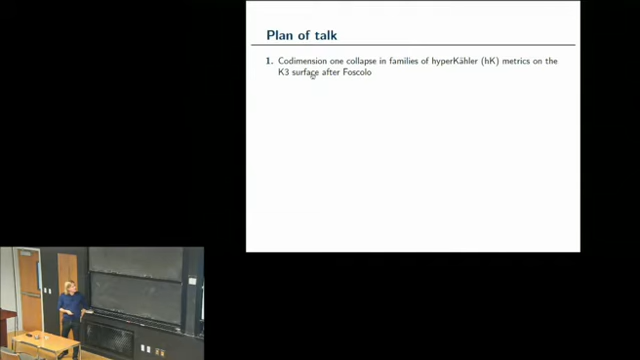 Plan of talk
1. Codimension one collapse in families of hyperKähler (hK) metrics on the
K3 surface after Foscolo